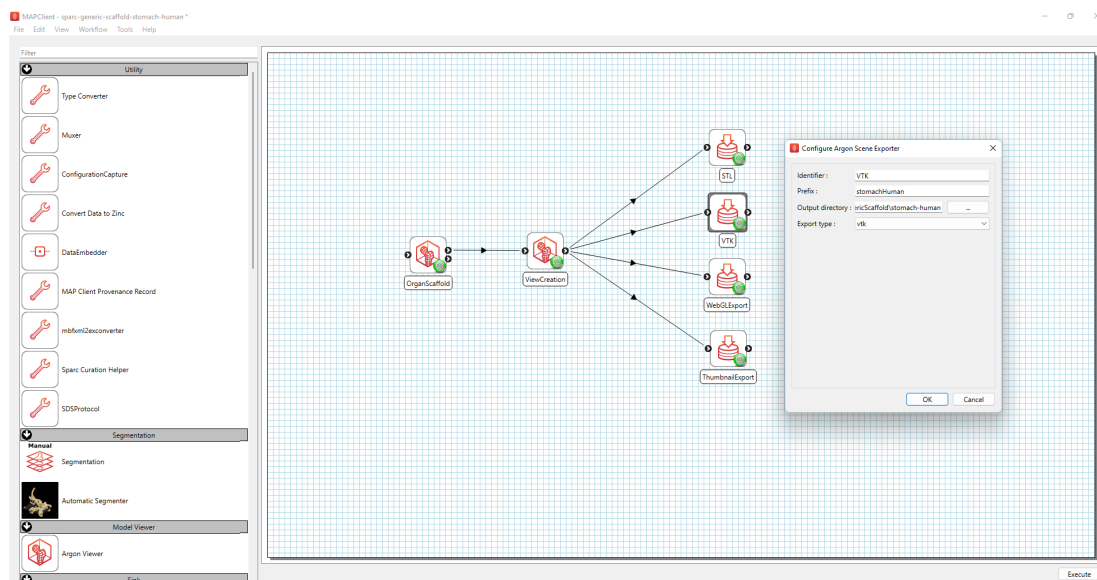 MAPClient - sparc-generic-scaffold-stomach-human *
File Edit View Workflow Tools Help
Filter
Utility
Type Converter
Muxer
ConfigurationCapture
Convert Data to Zinc
DataEmbedder
MAP Client Provenance Record
mbfxml2exconverter
Sparc Curation Helper
SDSProtocol
Segmentation
Manual
Segmentation
Automatic Segmenter
Model Viewer
Argon Viewer
Sink
OrganScaffold
ViewCreation
STL
VTK
WebGLExport
ThumbnailExport
Configure Argon Scene Exporter
Identifier : VTK
Prefix : stomachHuman
Output directory : ricScaffold\stomach-human ...
Export type : vtk
OK Cancel
Execute